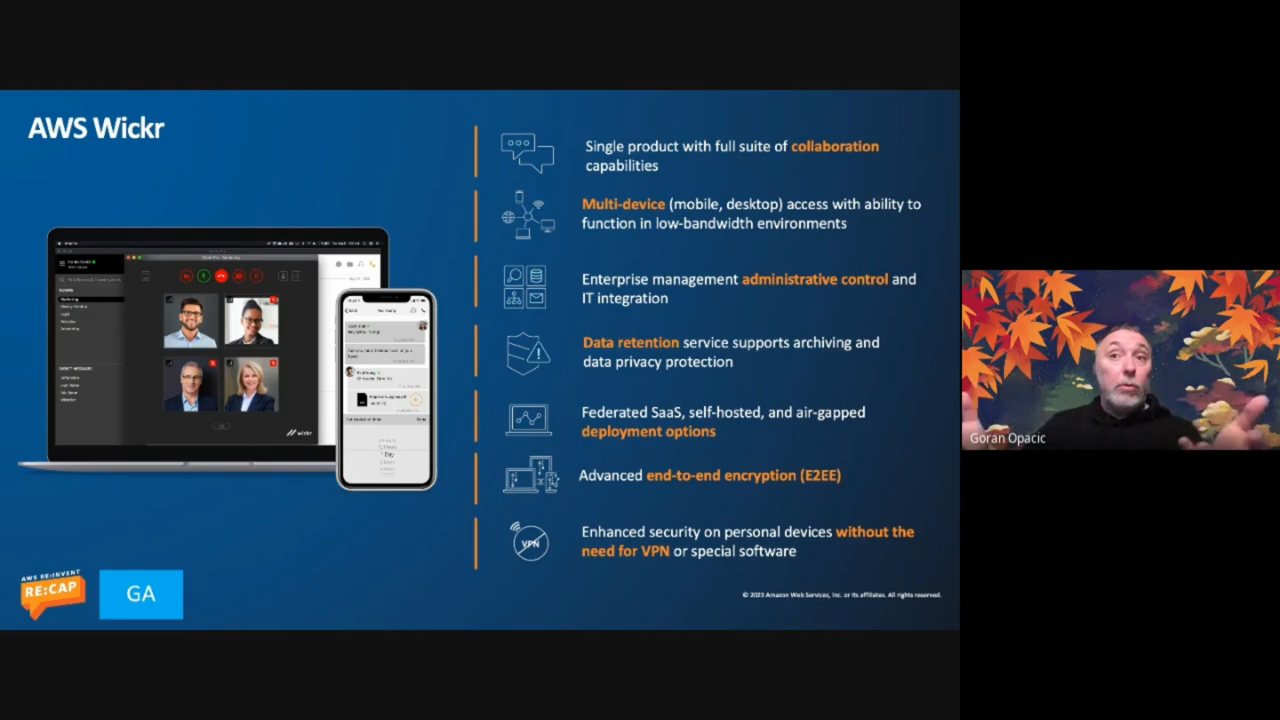 AWS Wickr
Single product with full suite of collaboration
capabilities
Multi-device (mobile, desktop) access with ability to
function in low-bandwidth environments
Enterprise management administrative control and
IT integration
Data retention service supports archiving and
data privacy protection
Federated SaaS, self-hosted, and air-gapped
deployment options
Advanced end-to-end encryption (E2EE)
VPN
Enhanced security on personal devices without the
need for VPN or special software
wickr
1 Day
AWS RE:INVENT
RE:CAP
GA
© 2023 Amazon Web Services, Inc. or its affiliates. All rights reserved.
Goran Opacic